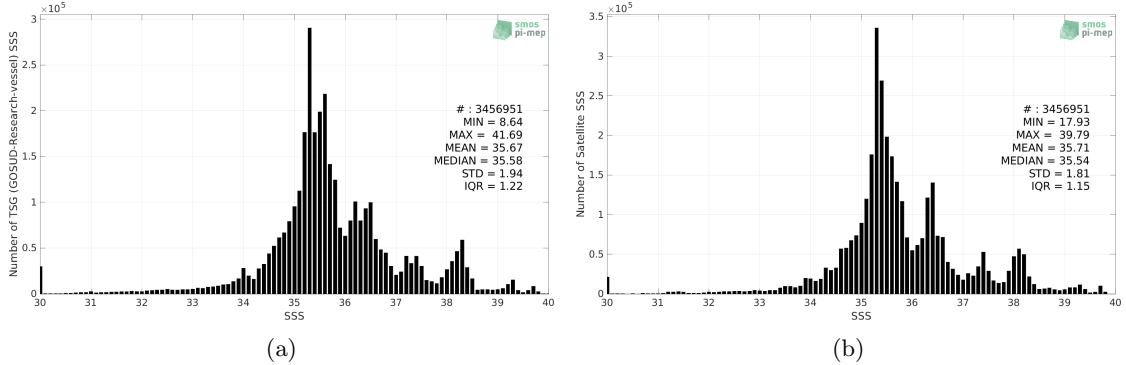 ×10⁵
3
2.5
2
1.5
1
0.5
0
30 31 32 33 34 35 36 37 38 39 40
SSS
Number of TSG (GOSUD-Research-vessel) SSS
smos
pi-mep
# : 3456951
MIN = 8.64
MAX = 41.69
MEAN = 35.67
MEDIAN = 35.58
STD = 1.94
IQR = 1.22
(a)
×10⁵
3.5
3
2.5
2
1.5
1
0.5
0
30 31 32 33 34 35 36 37 38 39 40
SSS
Number of Satellite SSS
smos
pi-mep
# : 3456951
MIN = 17.93
MAX = 39.79
MEAN = 35.71
MEDIAN = 35.54
STD = 1.81
IQR = 1.15
(b)